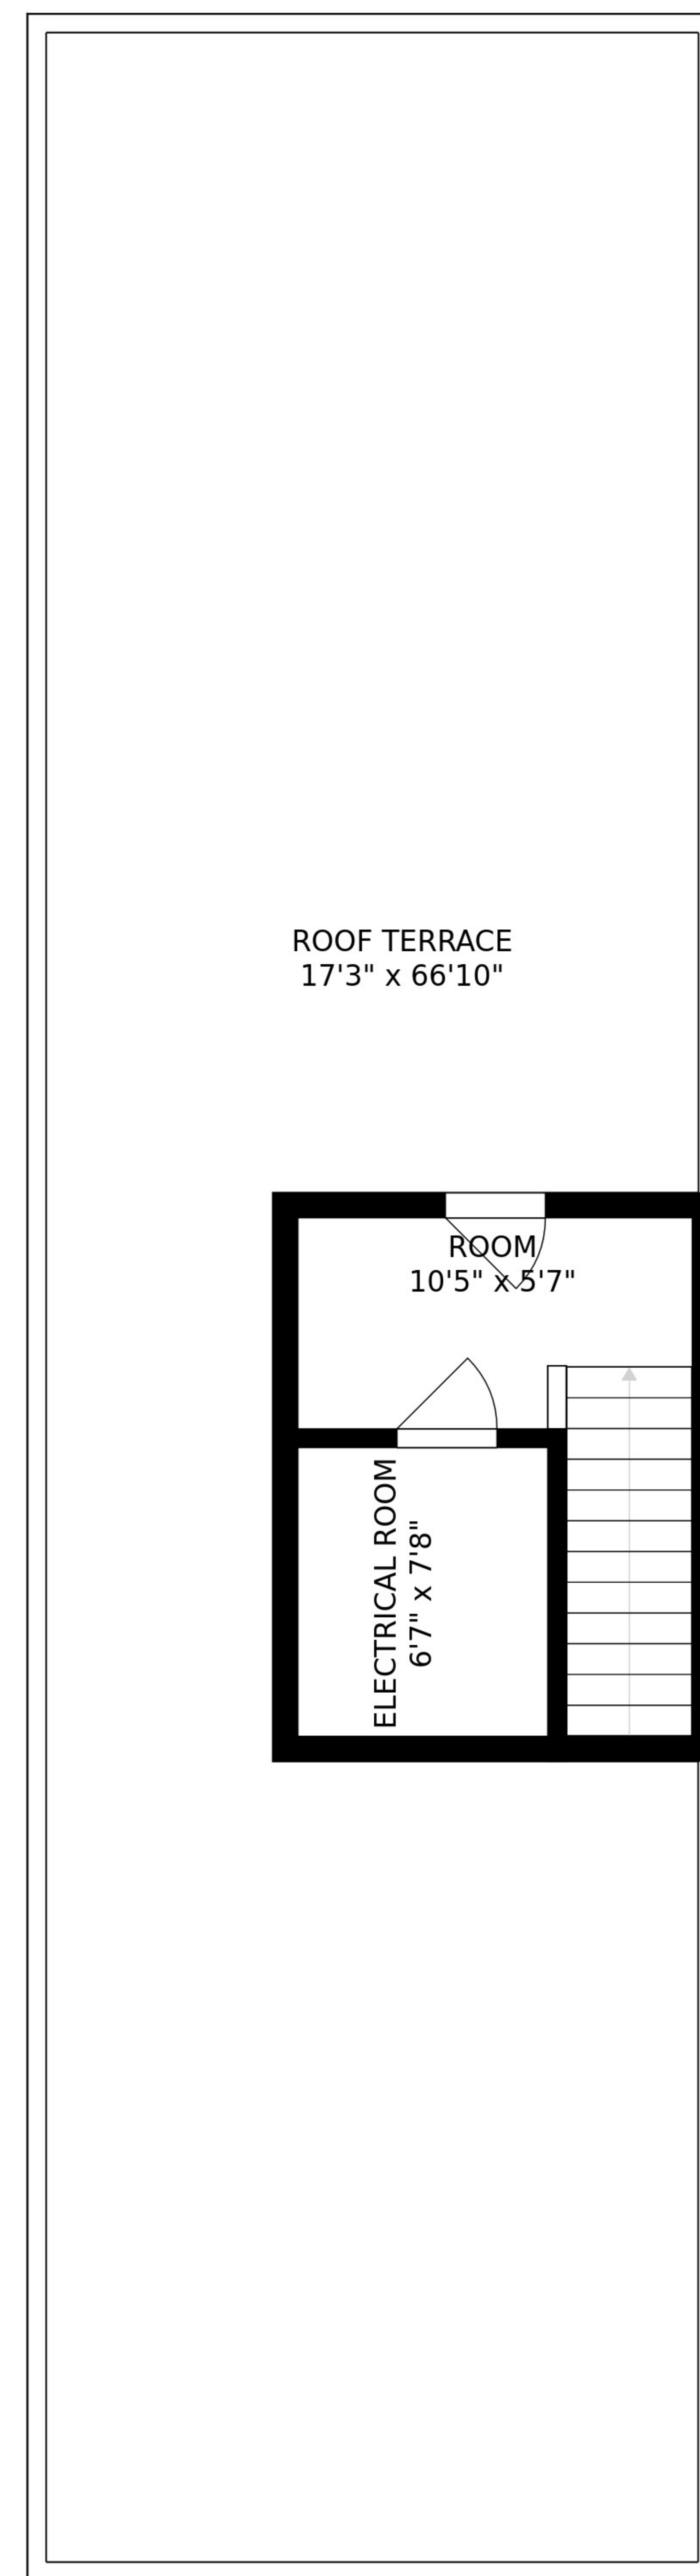 ROOF TERRACE
17'3" x 66'10"
ROOM
10'5" x 5'7"
ELECTRICAL ROOM
6'7" x 7'8"